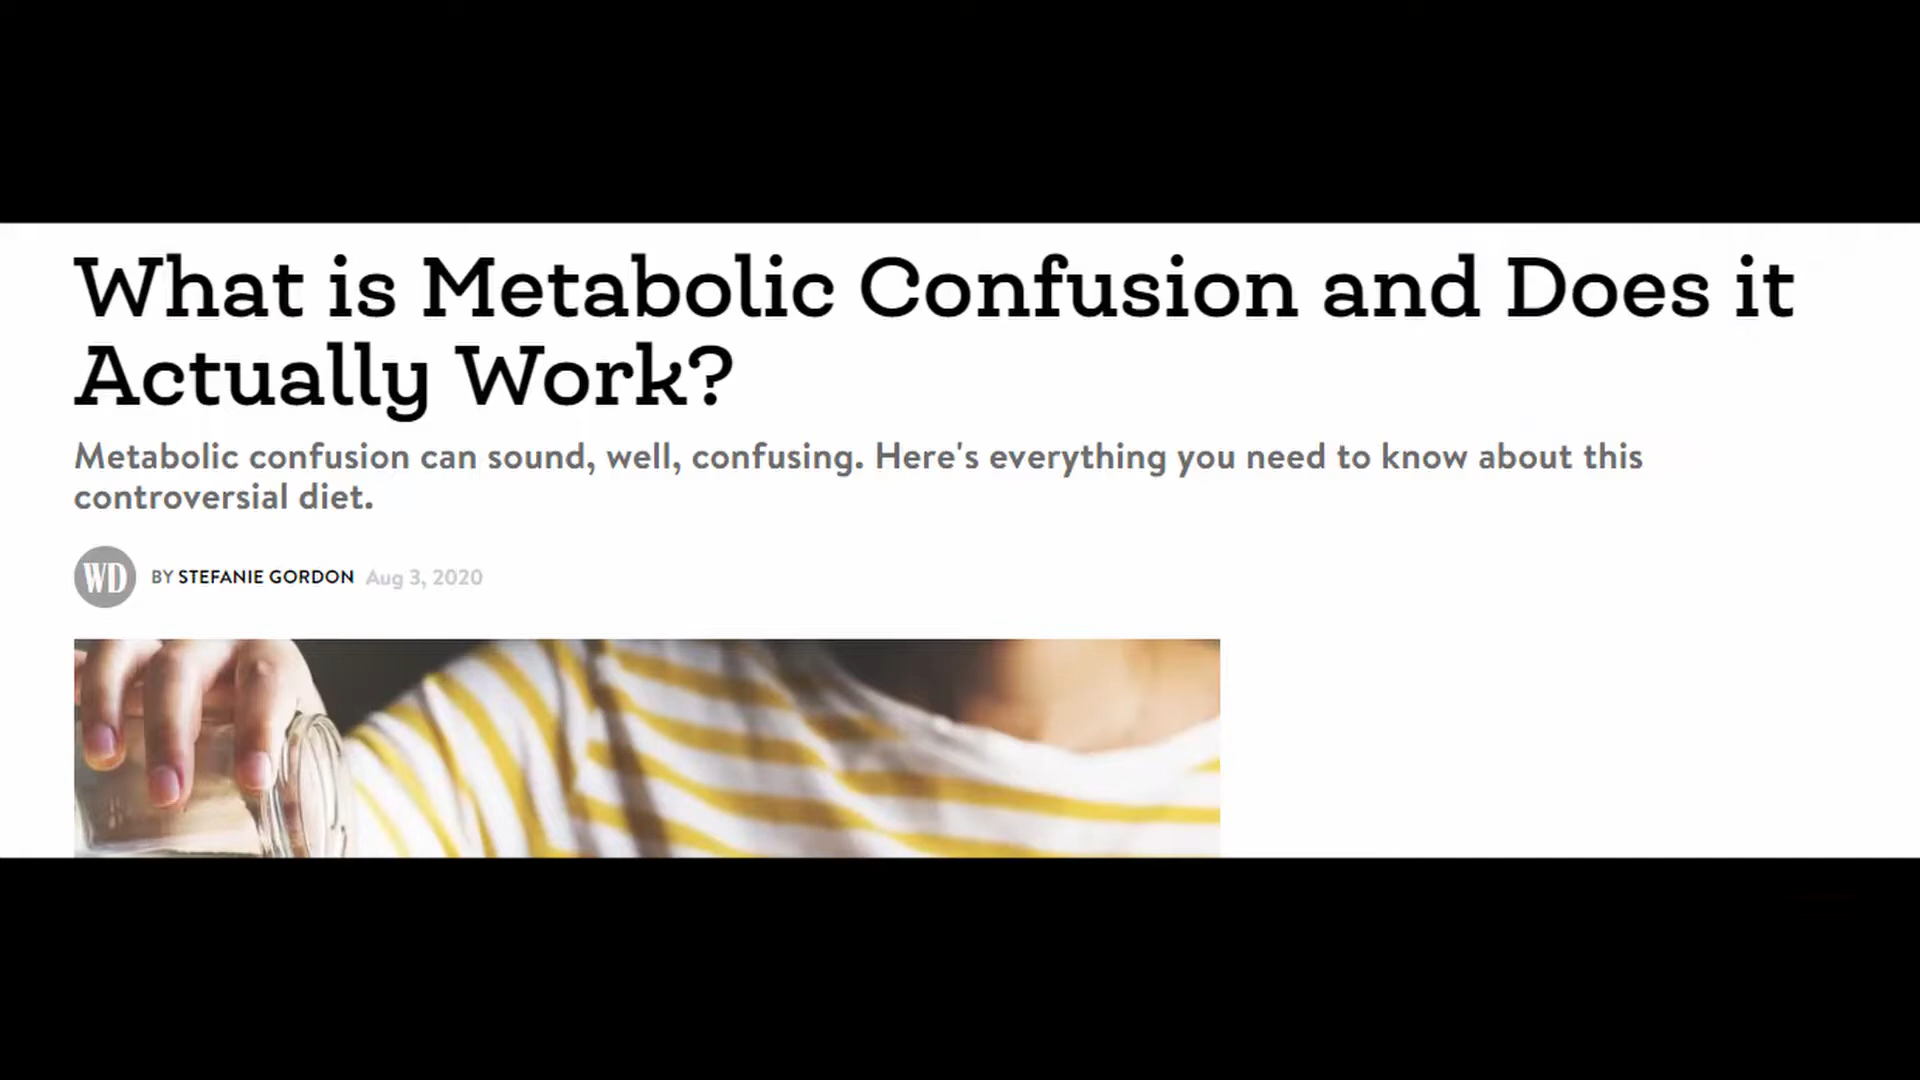 What is Metabolic Confusion and Does it
Actually Work?
Metabolic confusion can sound, well, confusing. Here's everything you need to know about this
controversial diet.
WD BY STEFANIE GORDON Aug 3, 2020